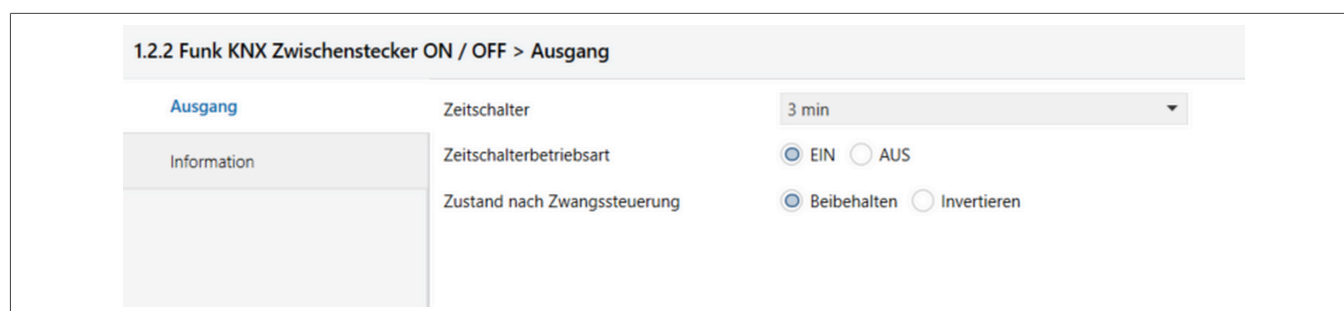 1.2.2 Funk KNX Zwischenstecker ON / OFF > Ausgang
Ausgang
Information
Zeitschalter 3 min
Zeitschalterbetriebsart EIN AUS
Zustand nach Zwangssteuerung Beibehalten Invertieren